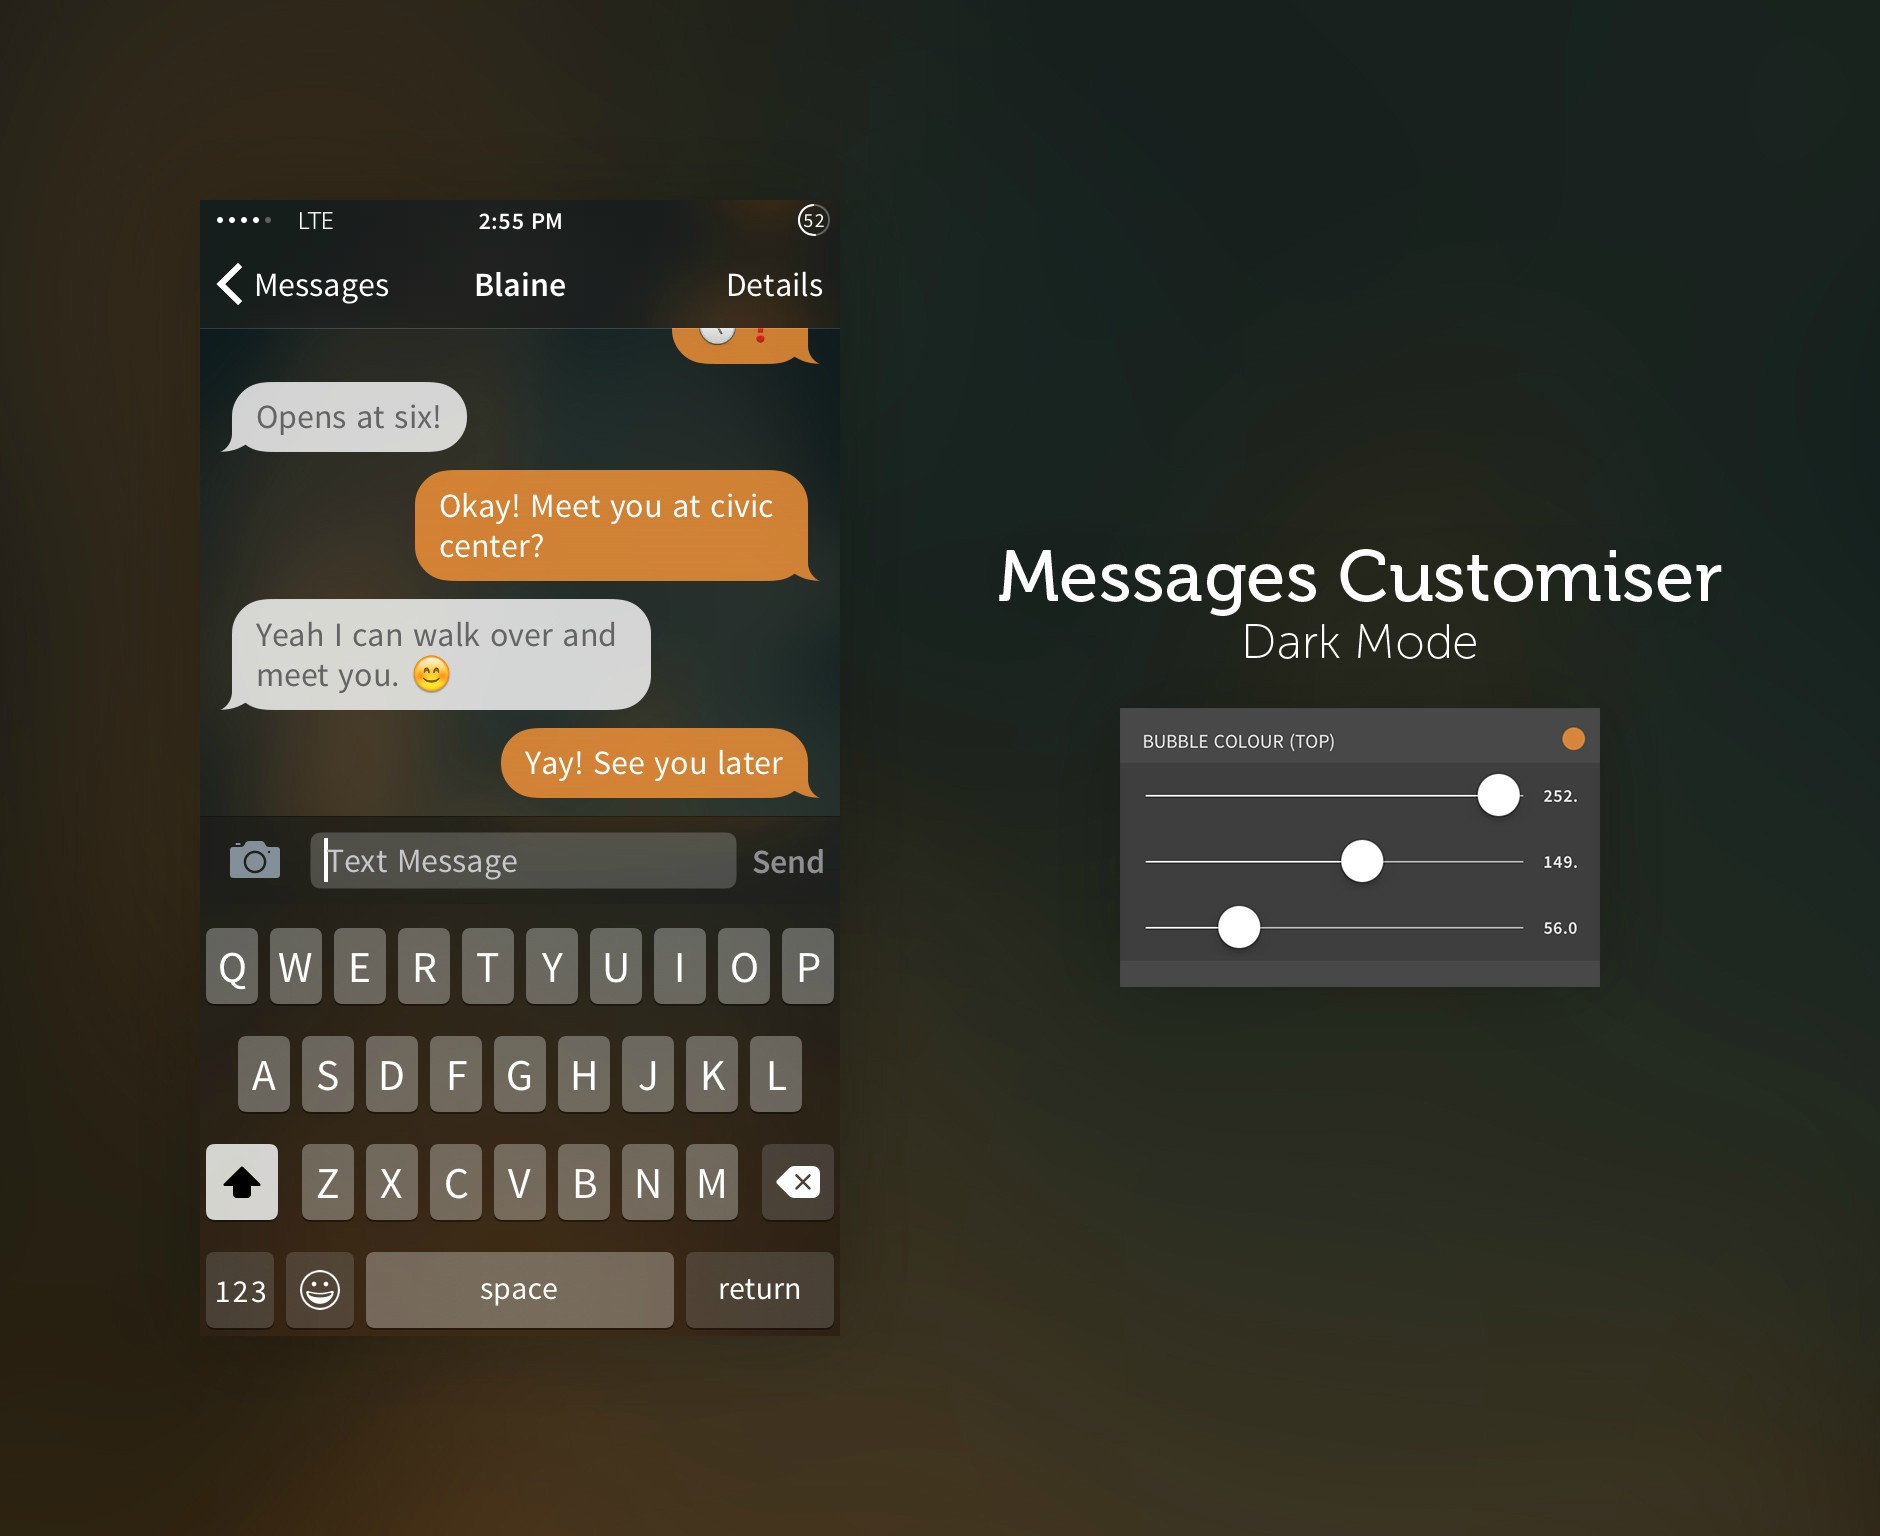 LTE 2:55 PM 52
Messages Blaine Details
Opens at six!
Okay! Meet you at civic
center?
Yeah I can walk over and
meet you. 😊
Yay! See you later
Text Message Send
Q W E R T Y U I O P
A S D F G H J K L
Z X C V B N M
123 space return
Messages Customiser
Dark Mode
BUBBLE COLOUR (TOP)
252.
149.
56.0